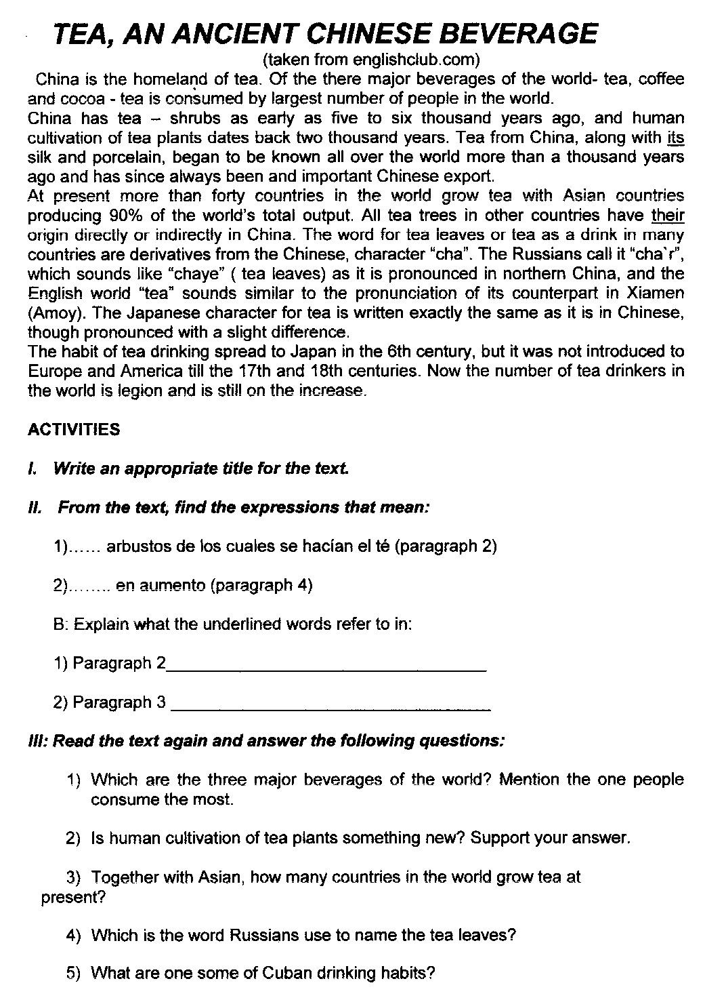 TEA, AN ANCIENT CHINESE BEVERAGE
(taken from englishclub.com)
China is the homeland of tea. Of the there major beverages of the world- tea, coffee
and cocoa - tea is consumed by largest number of people in the world.
China has tea – shrubs as early as five to six thousand years ago, and human
cultivation of tea plants dates back two thousand years. Tea from China, along with its
silk and porcelain, began to be known all over the world more than a thousand years
ago and has since always been and important Chinese export.
At present more than forty countries in the world grow tea with Asian countries
producing 90% of the world's total output. All tea trees in other countries have their
origin directly or indirectly in China. The word for tea leaves or tea as a drink in many
countries are derivatives from the Chinese, character “cha”. The Russians call it “cha`r”,
which sounds like “chaye” ( tea leaves) as it is pronounced in northern China, and the
English world “tea” sounds similar to the pronunciation of its counterpart in Xiamen
(Amoy). The Japanese character for tea is written exactly the same as it is in Chinese,
though pronounced with a slight difference.
The habit of tea drinking spread to Japan in the 6th century, but it was not introduced to
Europe and America till the 17th and 18th centuries. Now the number of tea drinkers in
the world is legion and is still on the increase.
ACTIVITIES
I. Write an appropriate title for the text.
II. From the text, find the expressions that mean:
1)...... arbustos de los cuales se hacían el té (paragraph 2)
2)........ en aumento (paragraph 4)
B: Explain what the underlined words refer to in:
1) Paragraph 2___________________________________
2) Paragraph 3 ___________________________________
III: Read the text again and answer the following questions:
1) Which are the three major beverages of the world? Mention the one people
consume the most.
2) Is human cultivation of tea plants something new? Support your answer.
3) Together with Asian, how many countries in the world grow tea at
present?
4) Which is the word Russians use to name the tea leaves?
5) What are one some of Cuban drinking habits?